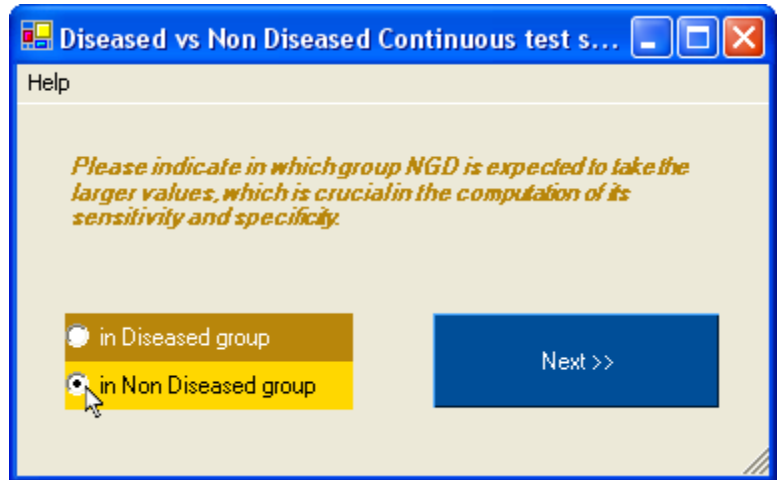 Diseased vs Non Diseased Continuous test s...
Help
Please indicate in which group NGD is expected to take the
larger values, which is crucial in the computation of its
sensitivity and specificity.
in Diseased group
in Non Diseased group
Next >>